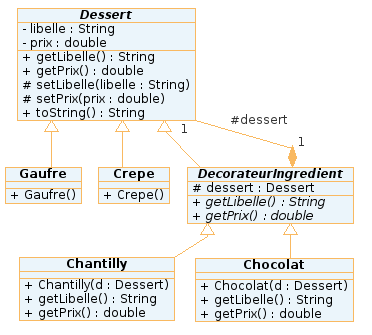 Dessert
- libelle : String
- prix : double
+ getLibelle() : String
+ getPrix() : double
# setLibelle(libelle : String)
# setPrix(prix : double)
+ toString() : String
#dessert
1
1
Gaufre
+ Gaufre()
Crepe
+ Crepe()
DecorateurIngredient
# dessert : Dessert
+ getLibelle() : String
+ getPrix() : double
Chantilly
+ Chantilly(d : Dessert)
+ getLibelle() : String
+ getPrix() : double
Chocolat
+ Chocolat(d : Dessert)
+ getLibelle() : String
+ getPrix() : double